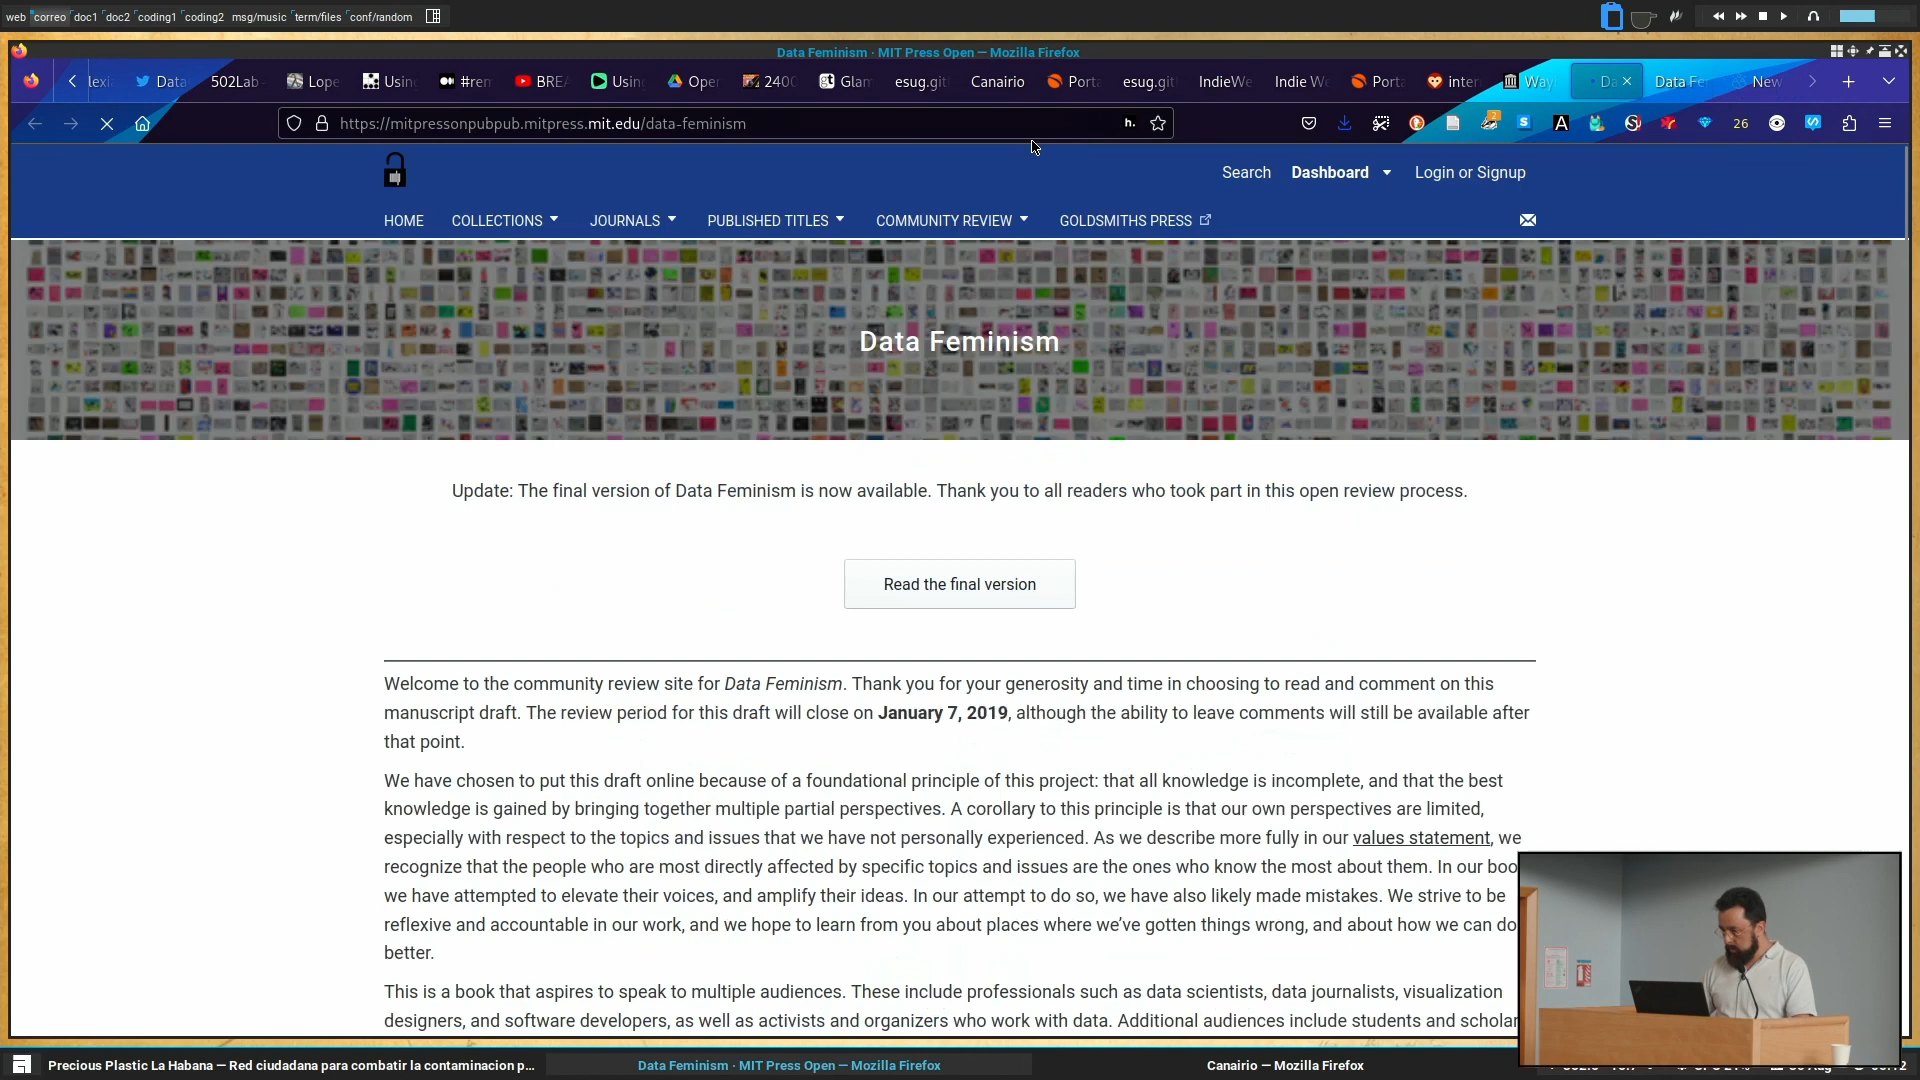 web correo doc1 doc2 coding1 coding2 msg/music term/files conf/random
Data Feminism · MIT Press Open — Mozilla Firefox
lexi Data 502Lab Lope Usin #rem BREA Usin Oper 240 Glam esug.git Canairio Porta esug.git IndieWe Indie We Porta inter Way Da Data Fe New
https://mitpressonpubpub.mitpress.mit.edu/data-feminism h. 2 S A 26
Search Dashboard Login or Signup
HOME COLLECTIONS JOURNALS PUBLISHED TITLES COMMUNITY REVIEW GOLDSMITHS PRESS
Data Feminism
Update: The final version of Data Feminism is now available. Thank you to all readers who took part in this open review process.
Read the final version
Welcome to the community review site for Data Feminism. Thank you for your generosity and time in choosing to read and comment on this
manuscript draft. The review period for this draft will close on January 7, 2019, although the ability to leave comments will still be available after
that point.
We have chosen to put this draft online because of a foundational principle of this project: that all knowledge is incomplete, and that the best
knowledge is gained by bringing together multiple partial perspectives. A corollary to this principle is that our own perspectives are limited,
especially with respect to the topics and issues that we have not personally experienced. As we describe more fully in our values statement, we
recognize that the people who are most directly affected by specific topics and issues are the ones who know the most about them. In our boo
we have attempted to elevate their voices, and amplify their ideas. In our attempt to do so, we have also likely made mistakes. We strive to be
reflexive and accountable in our work, and we hope to learn from you about places where we've gotten things wrong, and about how we can do
better.
This is a book that aspires to speak to multiple audiences. These include professionals such as data scientists, data journalists, visualization
designers, and software developers, as well as activists and organizers who work with data. Additional audiences include students and scholar
Precious Plastic La Habana — Red ciudadana para combatir la contaminacion p... Data Feminism · MIT Press Open — Mozilla Firefox Canairio — Mozilla Firefox